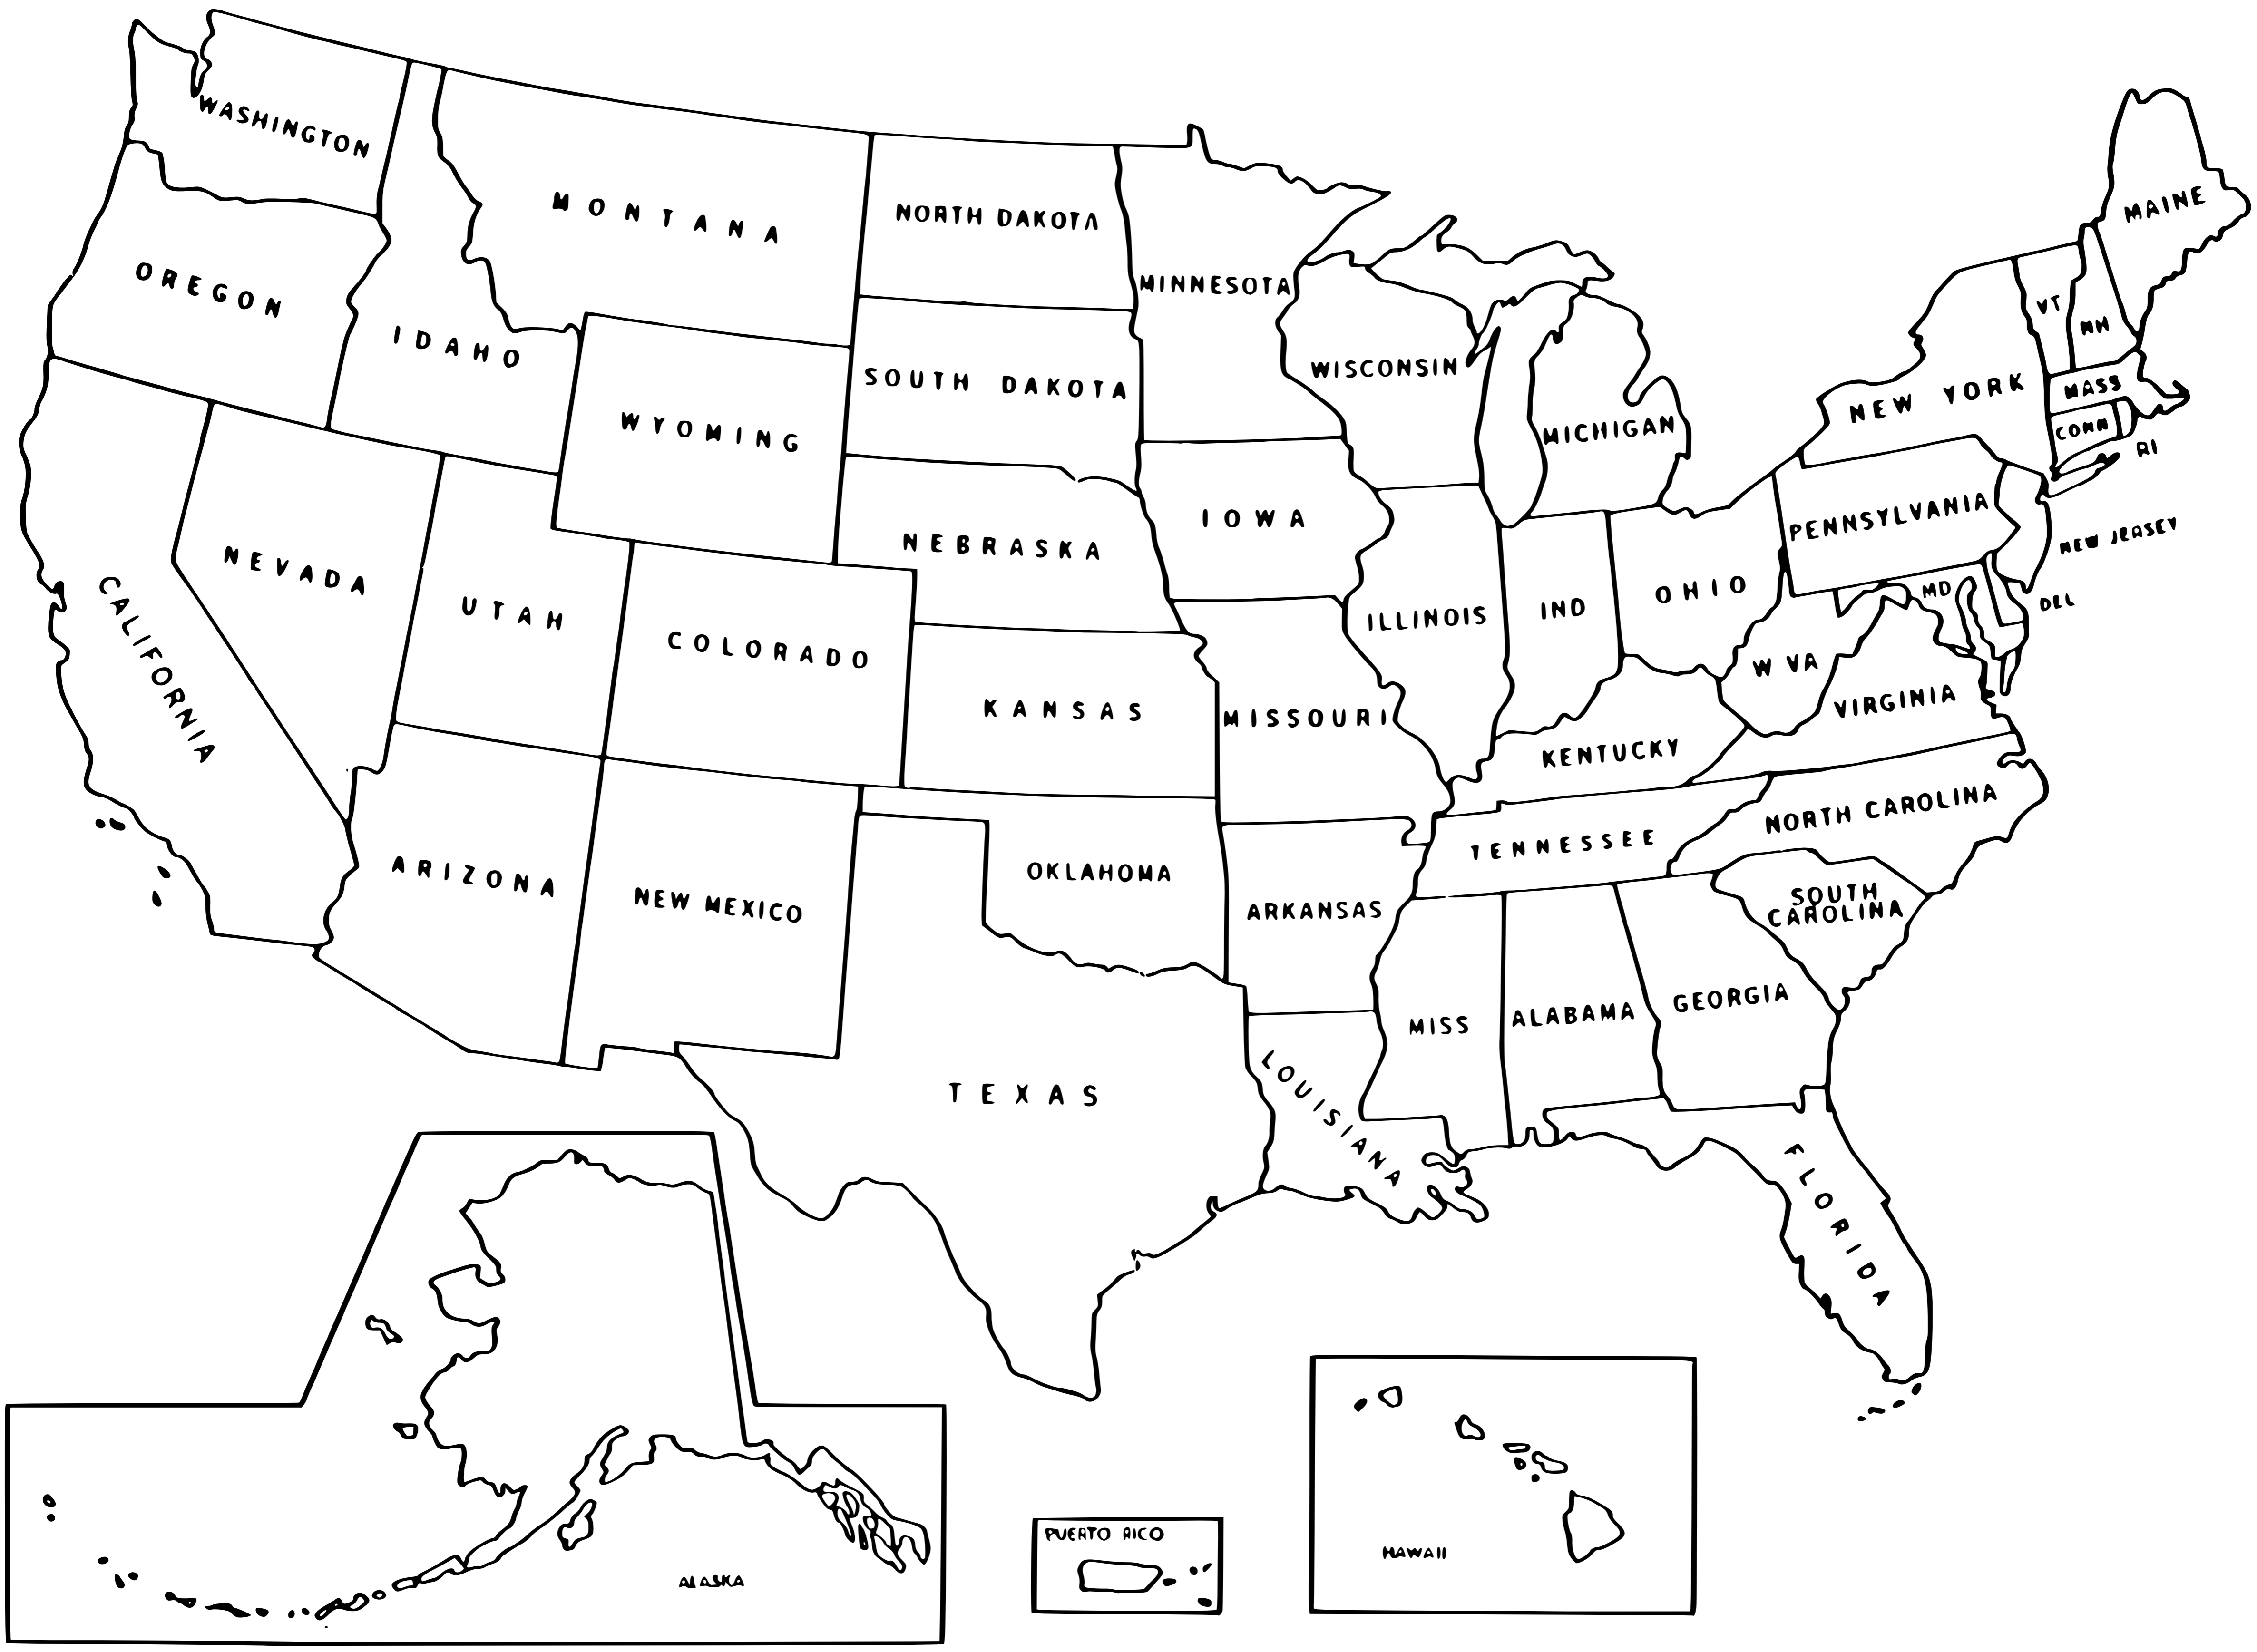 WASHINGTON
MONTANA
NORTH DAKOTA
MINNESOTA
MAINE
OREGON
IDAHO
WYOMING
SOUTH DAKOTA
WISCONSIN
MICHIGAN
VT
NH
NEW YORK
MASS
CONN
RI
NEVADA
UTAH
COLORADO
NEBRASKA
IOWA
ILLINOIS
IND
OHIO
PENNSYLVANIA
NEW JERSEY
MD
DEL
CALIFORNIA
KANSAS
MISSOURI
KENTUCKY
W VA
VIRGINIA
ARIZONA
NEW MEXICO
OKLAHOMA
ARKANSAS
TENNESSEE
NORTH CAROLINA
SOUTH
CAROLINA
TEXAS
LOUISIANA
MISS
ALABAMA
GEORGIA
FLORIDA
ALASKA
PUERTO RICO
HAWAII